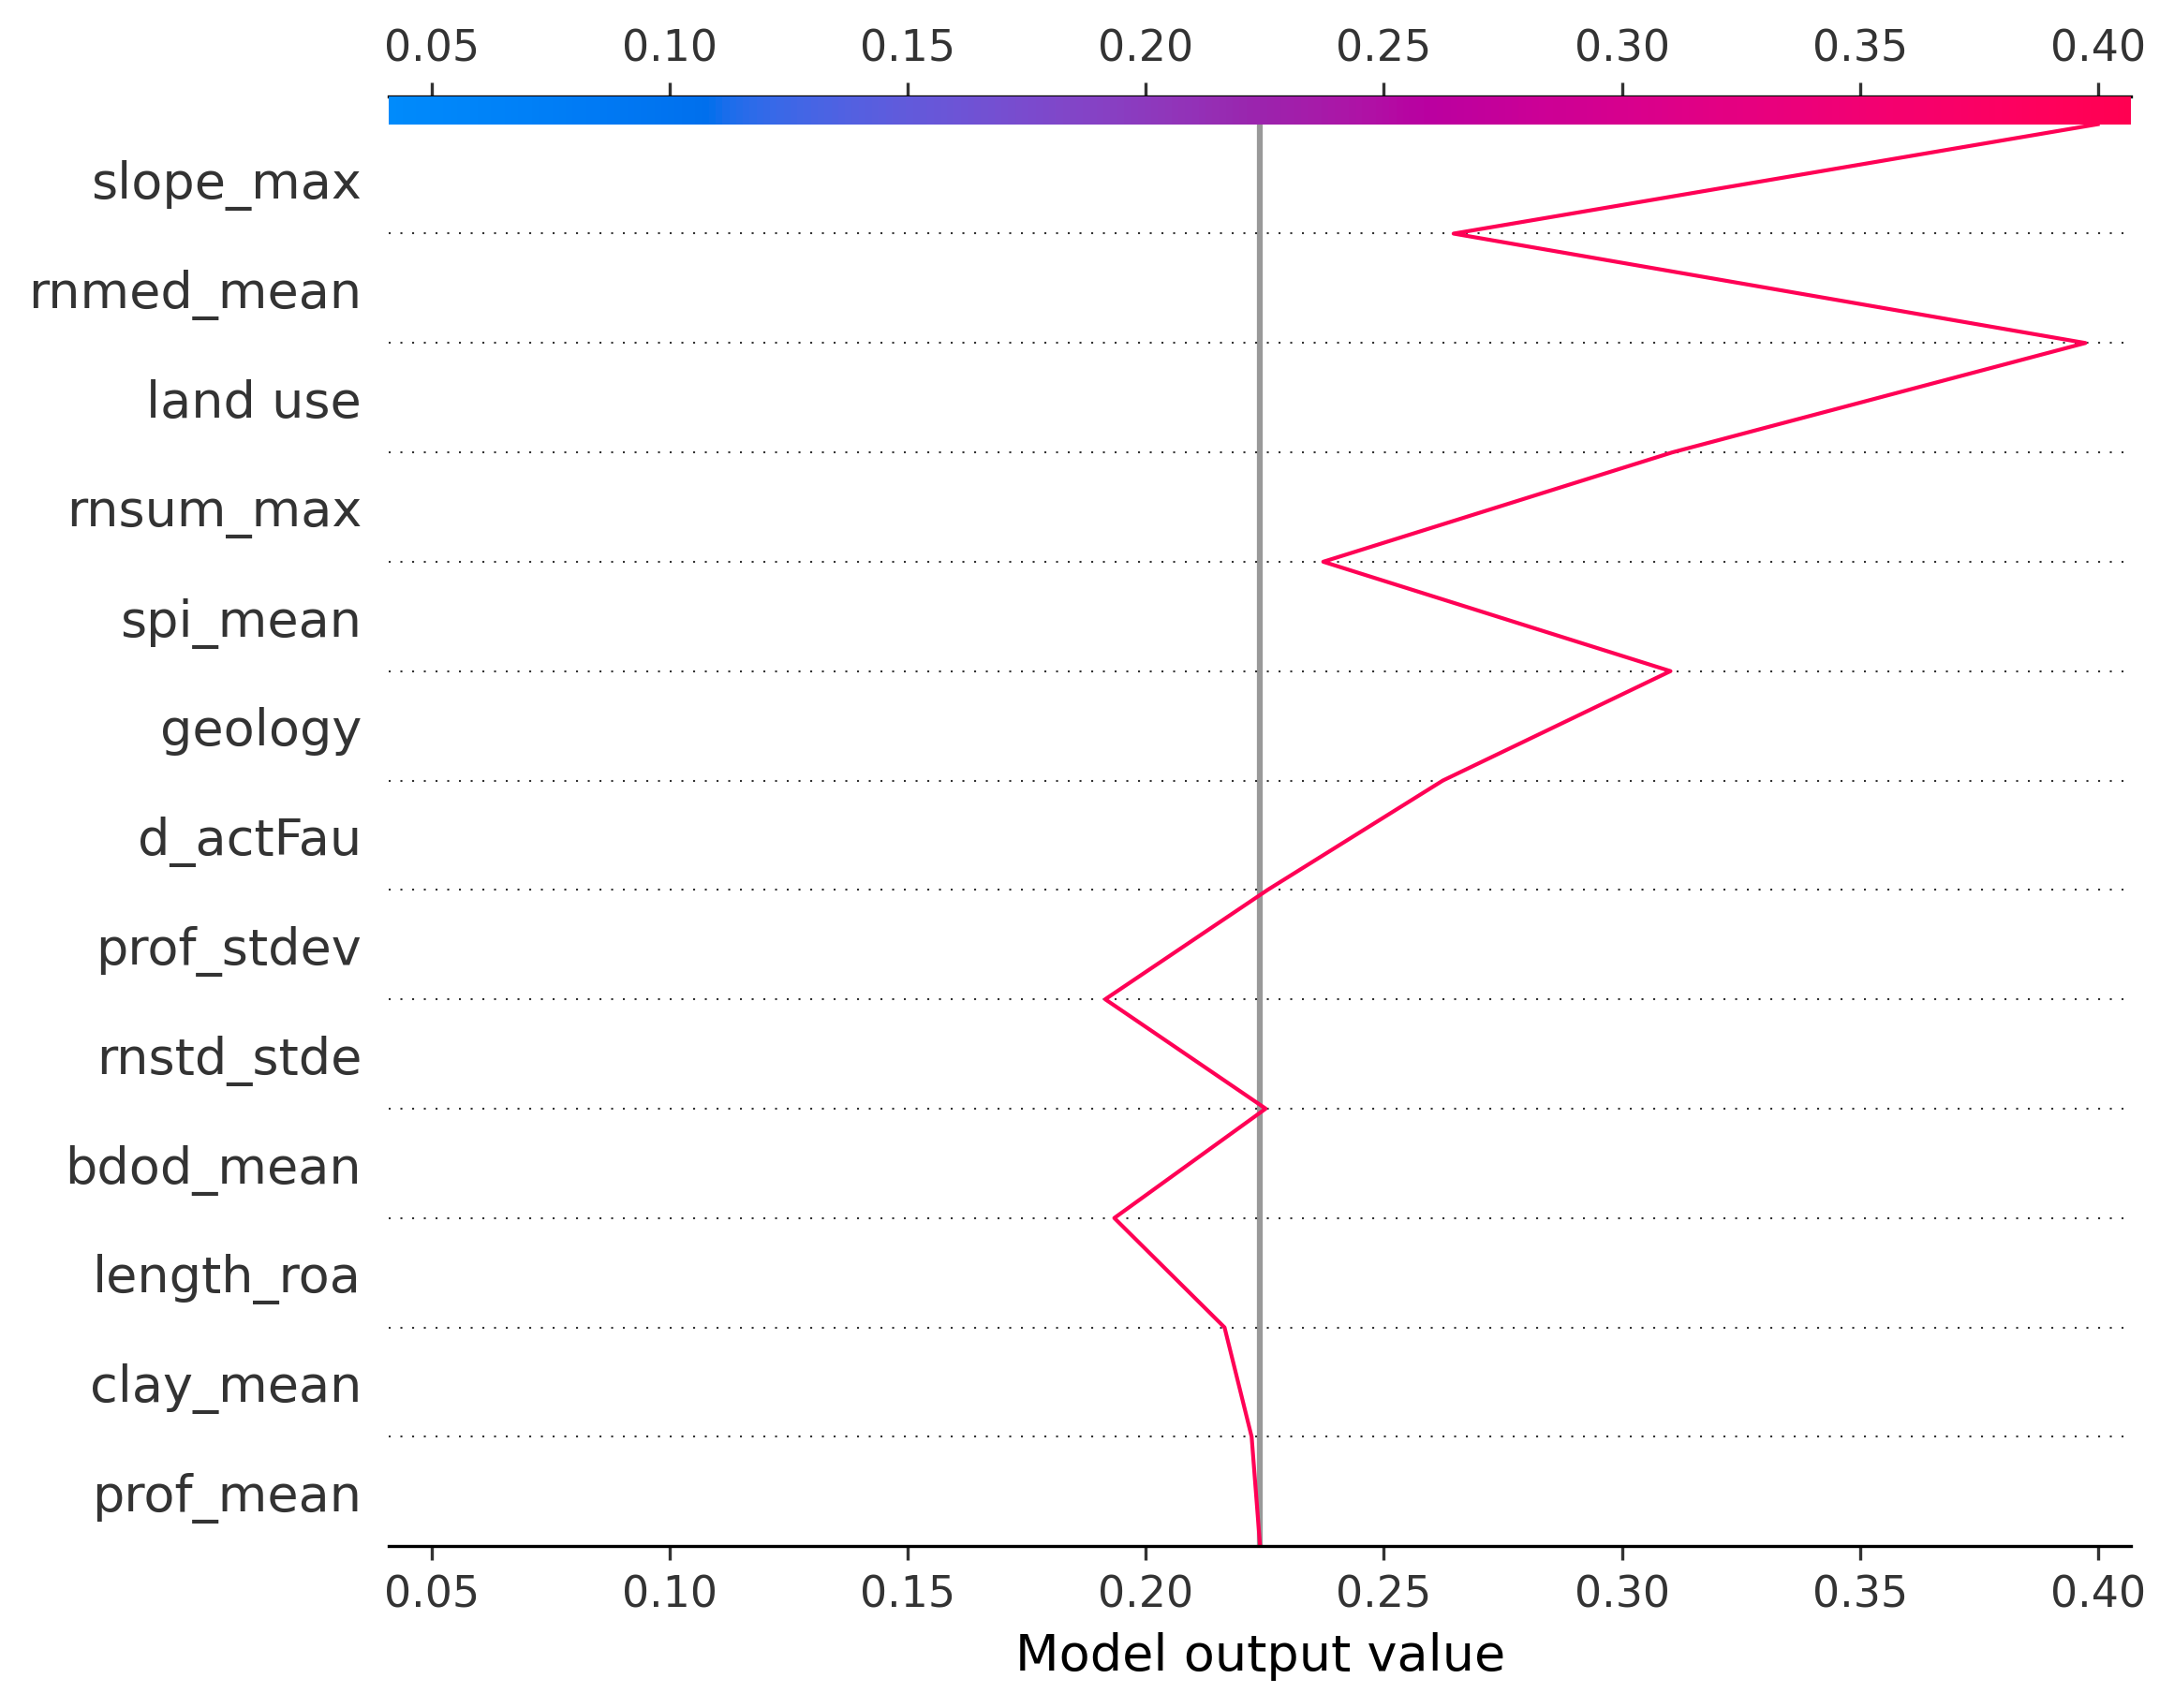 0.05 0.10 0.15 0.20 0.25 0.30 0.35 0.40
slope_max
rnmed_mean
land use
rnsum_max
spi_mean
geology
d_actFau
prof_stdev
rnstd_stde
bdod_mean
length_roa
clay_mean
prof_mean
0.05 0.10 0.15 0.20 0.25 0.30 0.35 0.40
Model output value